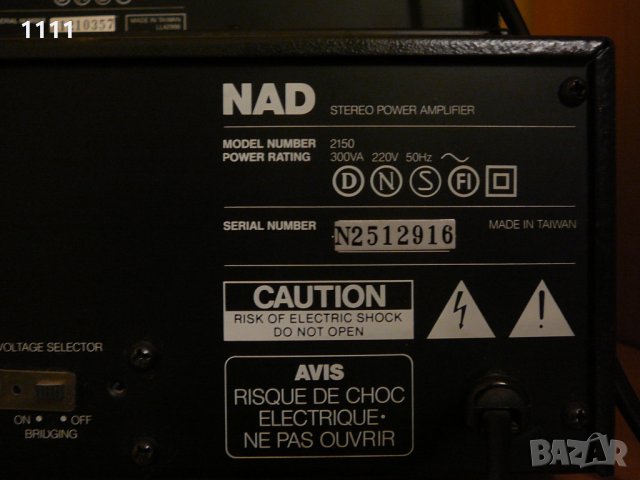 1111
10357
MADE IN TAIWAN
NAD STEREO POWER AMPLIFIER
MODEL NUMBER 2150
POWER RATING 300VA 220V 50Hz
D N S FI
SERIAL NUMBER N2512916 MADE IN TAIWAN
CAUTION
RISK OF ELECTRIC SHOCK
DO NOT OPEN
AVIS
RISQUE DE CHOC
ELECTRIQUE·
NE PAS OUVRIR
VOLTAGE SELECTOR
ON • • OFF
BRIDGING
BAZAR